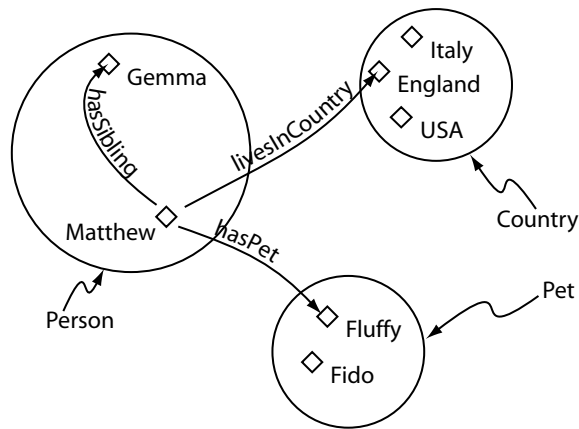 Gemma
hasSibling
Matthew
Person
livesInCountry
Italy
England
USA
Country
hasPet
Fluffy
Fido
Pet